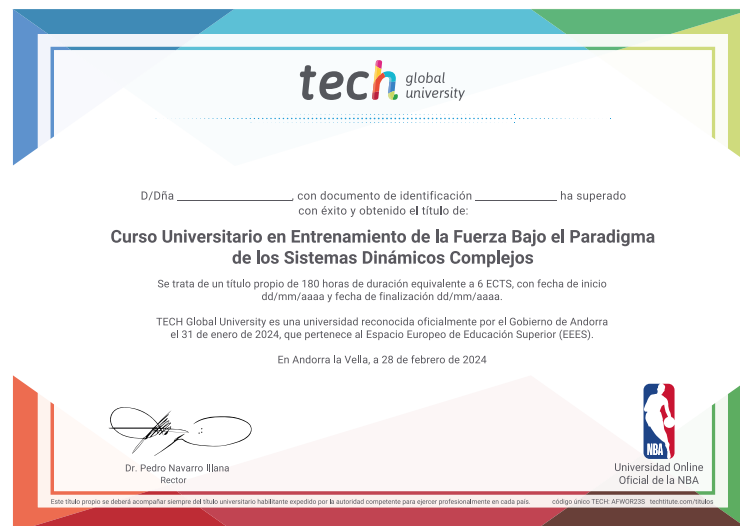 tech global university
D/Dña ____________________, con documento de identificación ______________ ha superado
con éxito y obtenido el título de:
Curso Universitario en Entrenamiento de la Fuerza Bajo el Paradigma
de los Sistemas Dinámicos Complejos
Se trata de un título propio de 180 horas de duración equivalente a 6 ECTS, con fecha de inicio
dd/mm/aaaa y fecha de finalización dd/mm/aaaa.
TECH Global University es una universidad reconocida oficialmente por el Gobierno de Andorra
el 31 de enero de 2024, que pertenece al Espacio Europeo de Educación Superior (EEES).
En Andorra la Vella, a 28 de febrero de 2024
Dr. Pedro Navarro Illana
Rector
NBA
Universidad Online
Oficial de la NBA
Este título propio se deberá acompañar siempre del título universitario habilitante expedido por la autoridad competente para ejercer profesionalmente en cada país. código único TECH: AFWOR23S techtitute.com/titulos